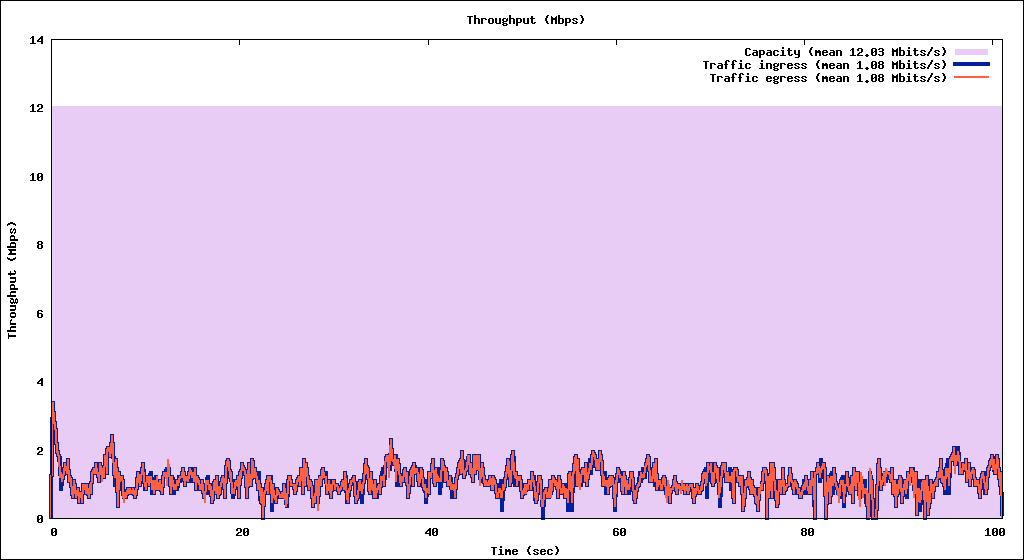 Throughput (Mbps)
14
12
10
8
6
4
2
0
Throughput (Mbps)
Capacity (mean 12.03 Mbits/s)
Traffic ingress (mean 1.08 Mbits/s)
Traffic egress (mean 1.08 Mbits/s)
0 20 40 60 80 100
Time (sec)